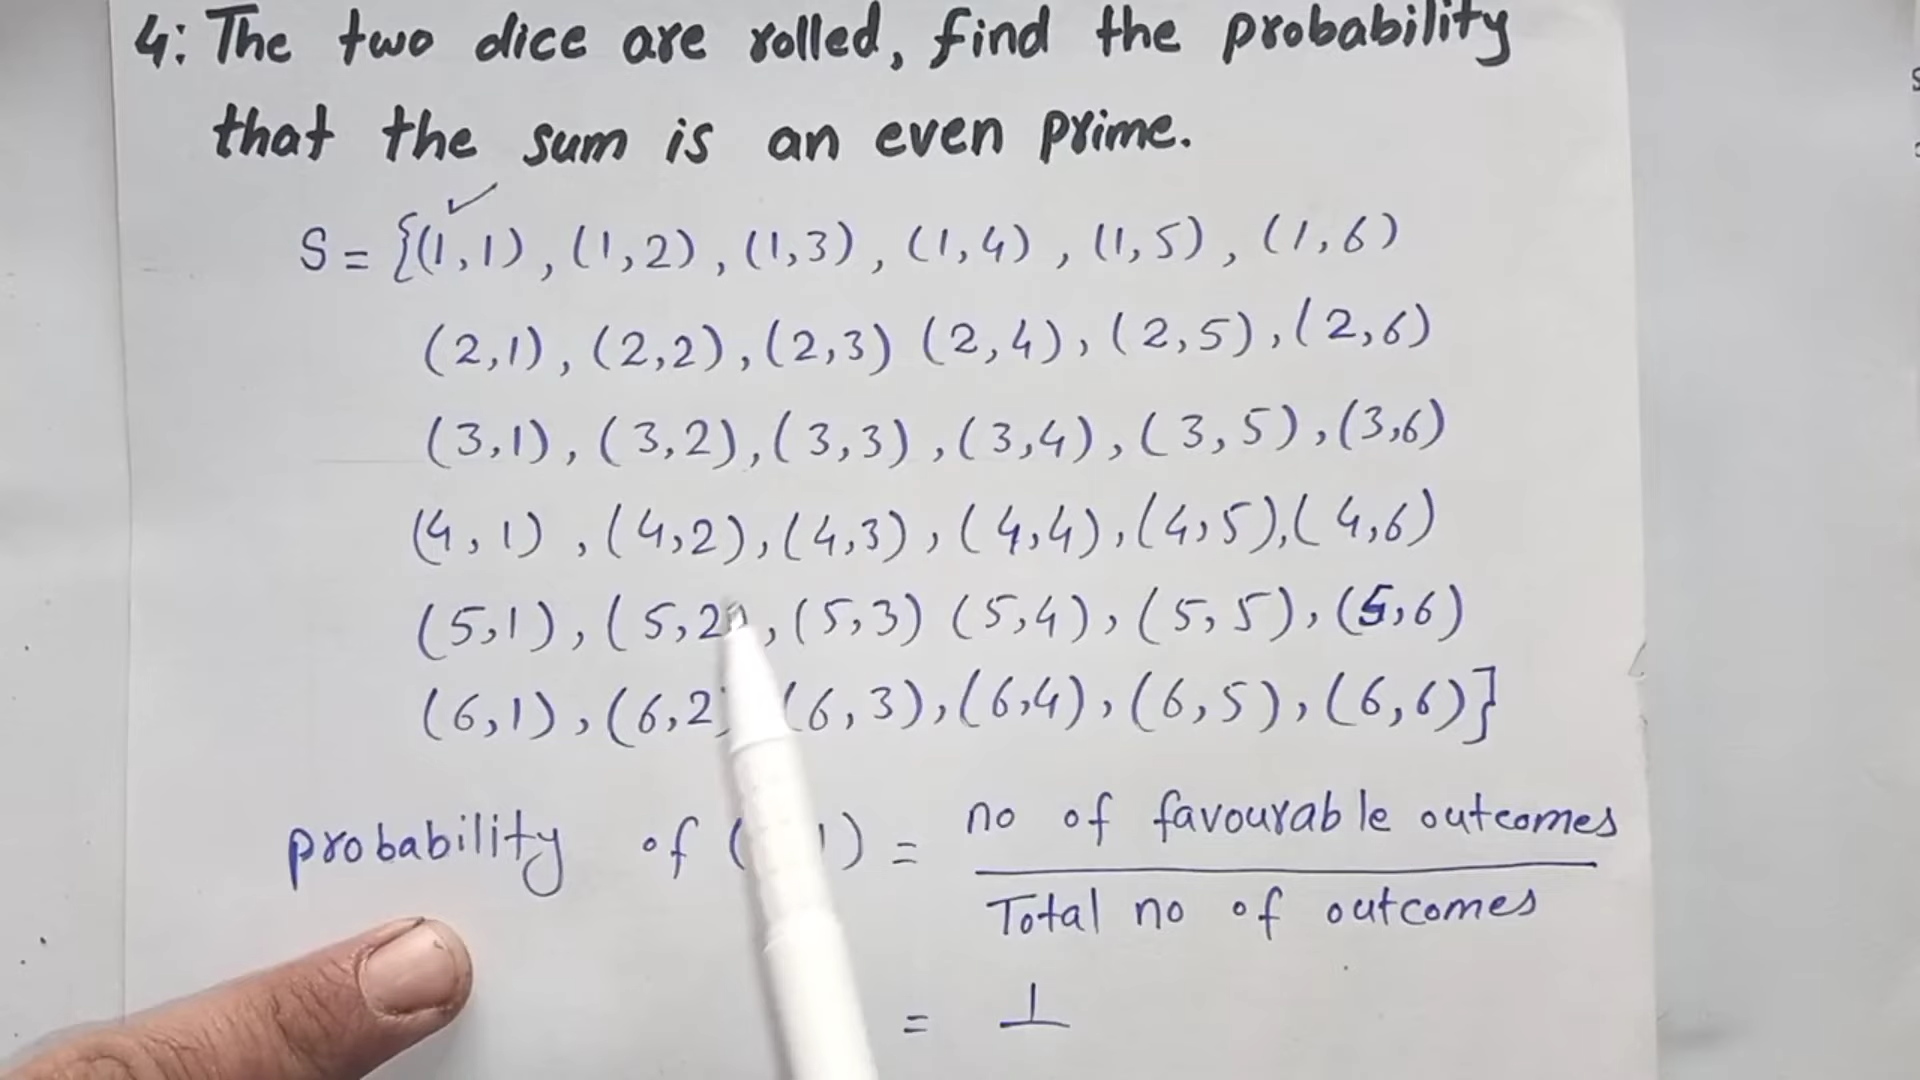 4: The two dice are rolled, find the probability
that the sum is an even prime.
S = {(1,1), (1,2), (1,3), (1,4), (1,5), (1,6)
(2,1), (2,2), (2,3) (2,4), (2,5), (2,6)
(3,1), (3,2), (3,3), (3,4), (3,5), (3,6)
(4,1), (4,2), (4,3), (4,4), (4,5), (4,6)
(5,1), (5,2), (5,3) (5,4), (5,5), (5,6)
(6,1), (6,2) (6,3), (6,4), (6,5), (6,6)}
probability of ( 1) = no of favourable outcomes
Total no of outcomes
= 1